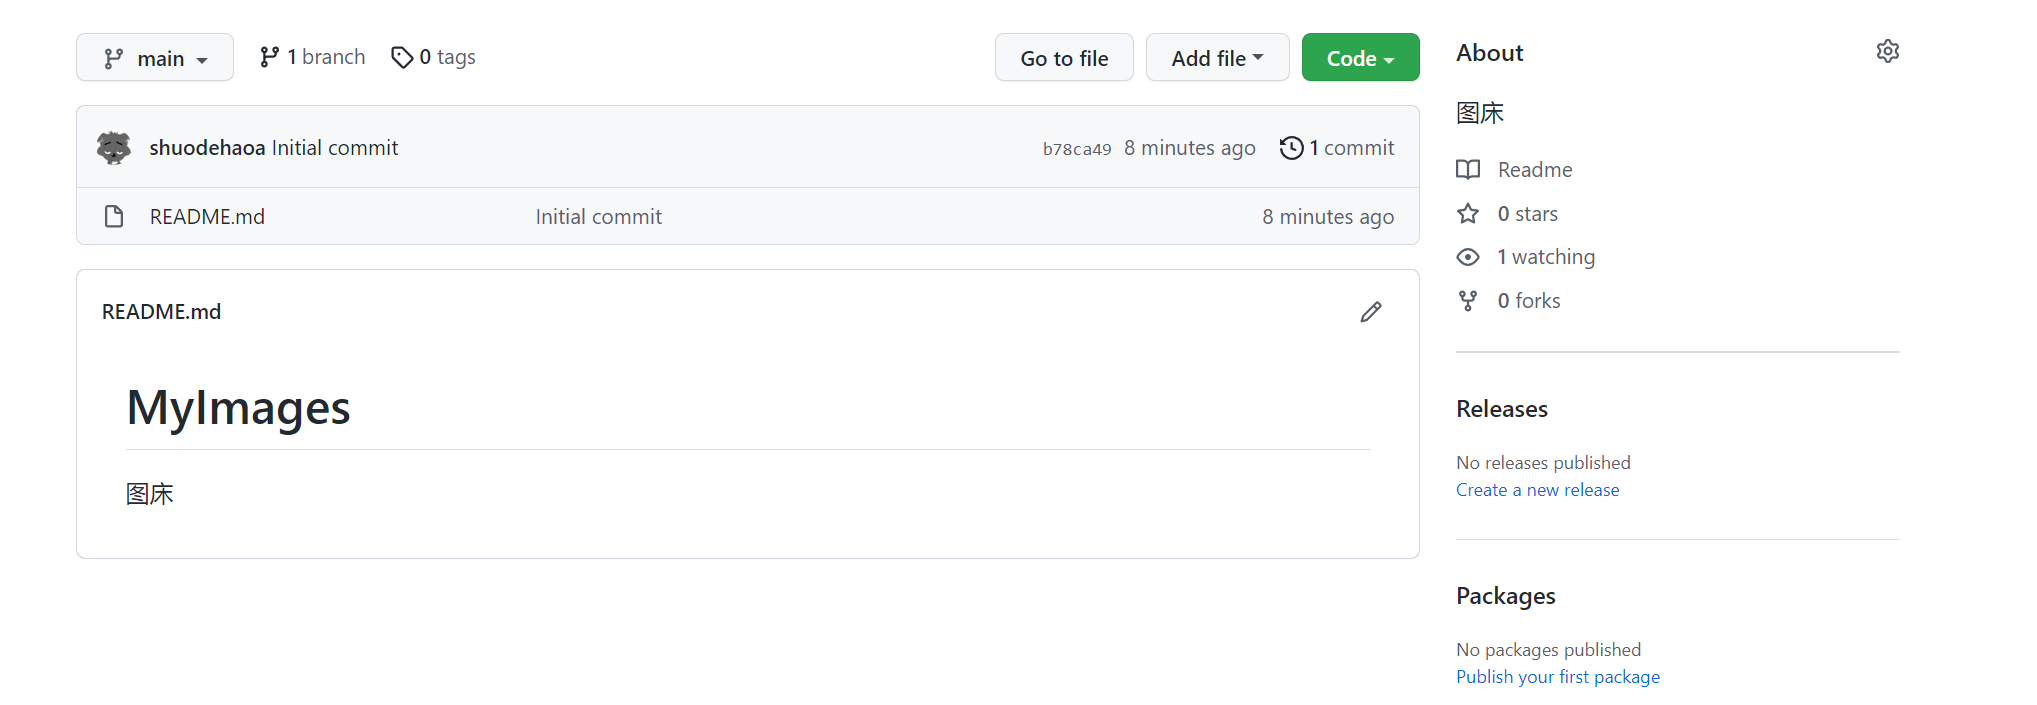 main 1 branch 0 tags Go to file Add file Code
shuodehaoa Initial commit b78ca49 8 minutes ago 1 commit
README.md Initial commit 8 minutes ago
README.md
MyImages
图床
About
图床
Readme
0 stars
1 watching
0 forks
Releases
No releases published
Create a new release
Packages
No packages published
Publish your first package